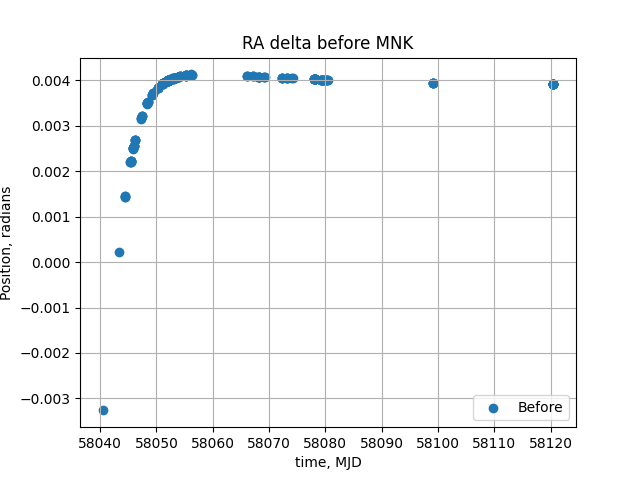 RA delta before MNK
Position, radians
0.004
0.003
0.002
0.001
0.000
−0.001
−0.002
−0.003
58040 58050 58060 58070 58080 58090 58100 58110 58120
time, MJD
Before